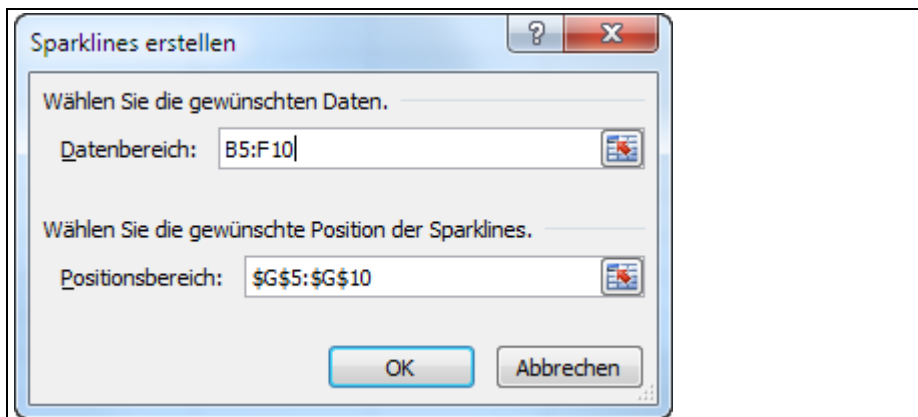 Sparklines erstellen
Wählen Sie die gewünschten Daten.
Datenbereich: B5:F10
Wählen Sie die gewünschte Position der Sparklines.
Positionsbereich: $G$5:$G$10
OK Abbrechen